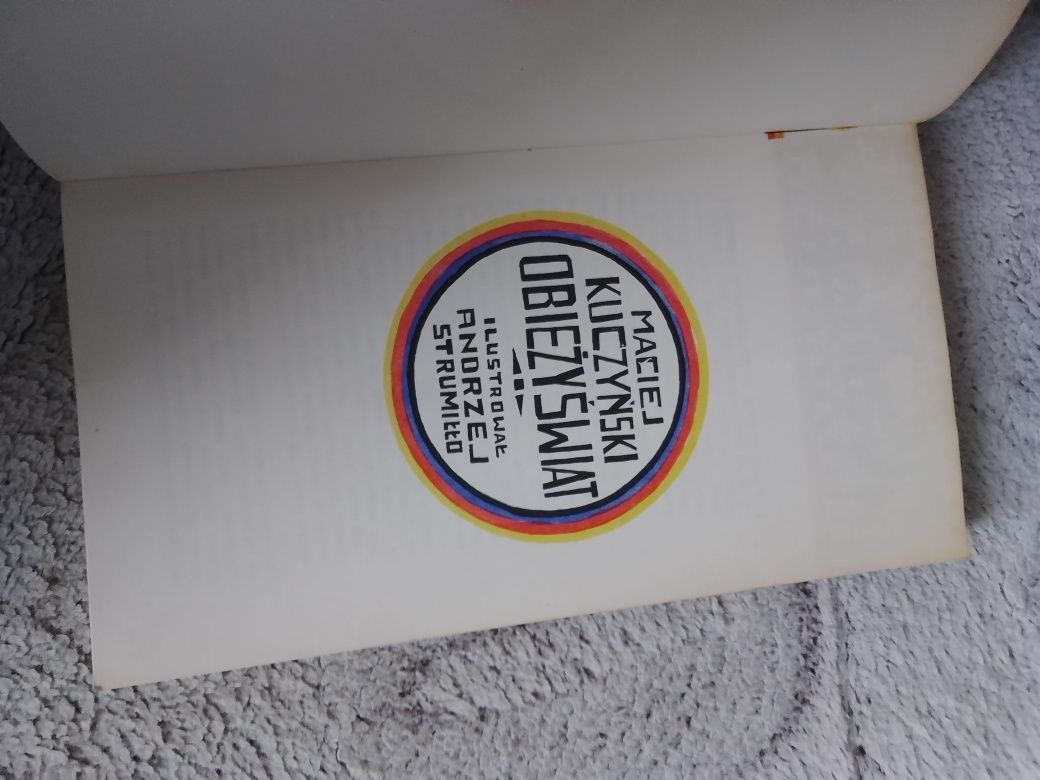 MACIEJ
KUCZYŃSKI
OBIEŻYŚWIAT
ILUSTROWAŁ
ANDRZEJ
STRUMIŁŁO